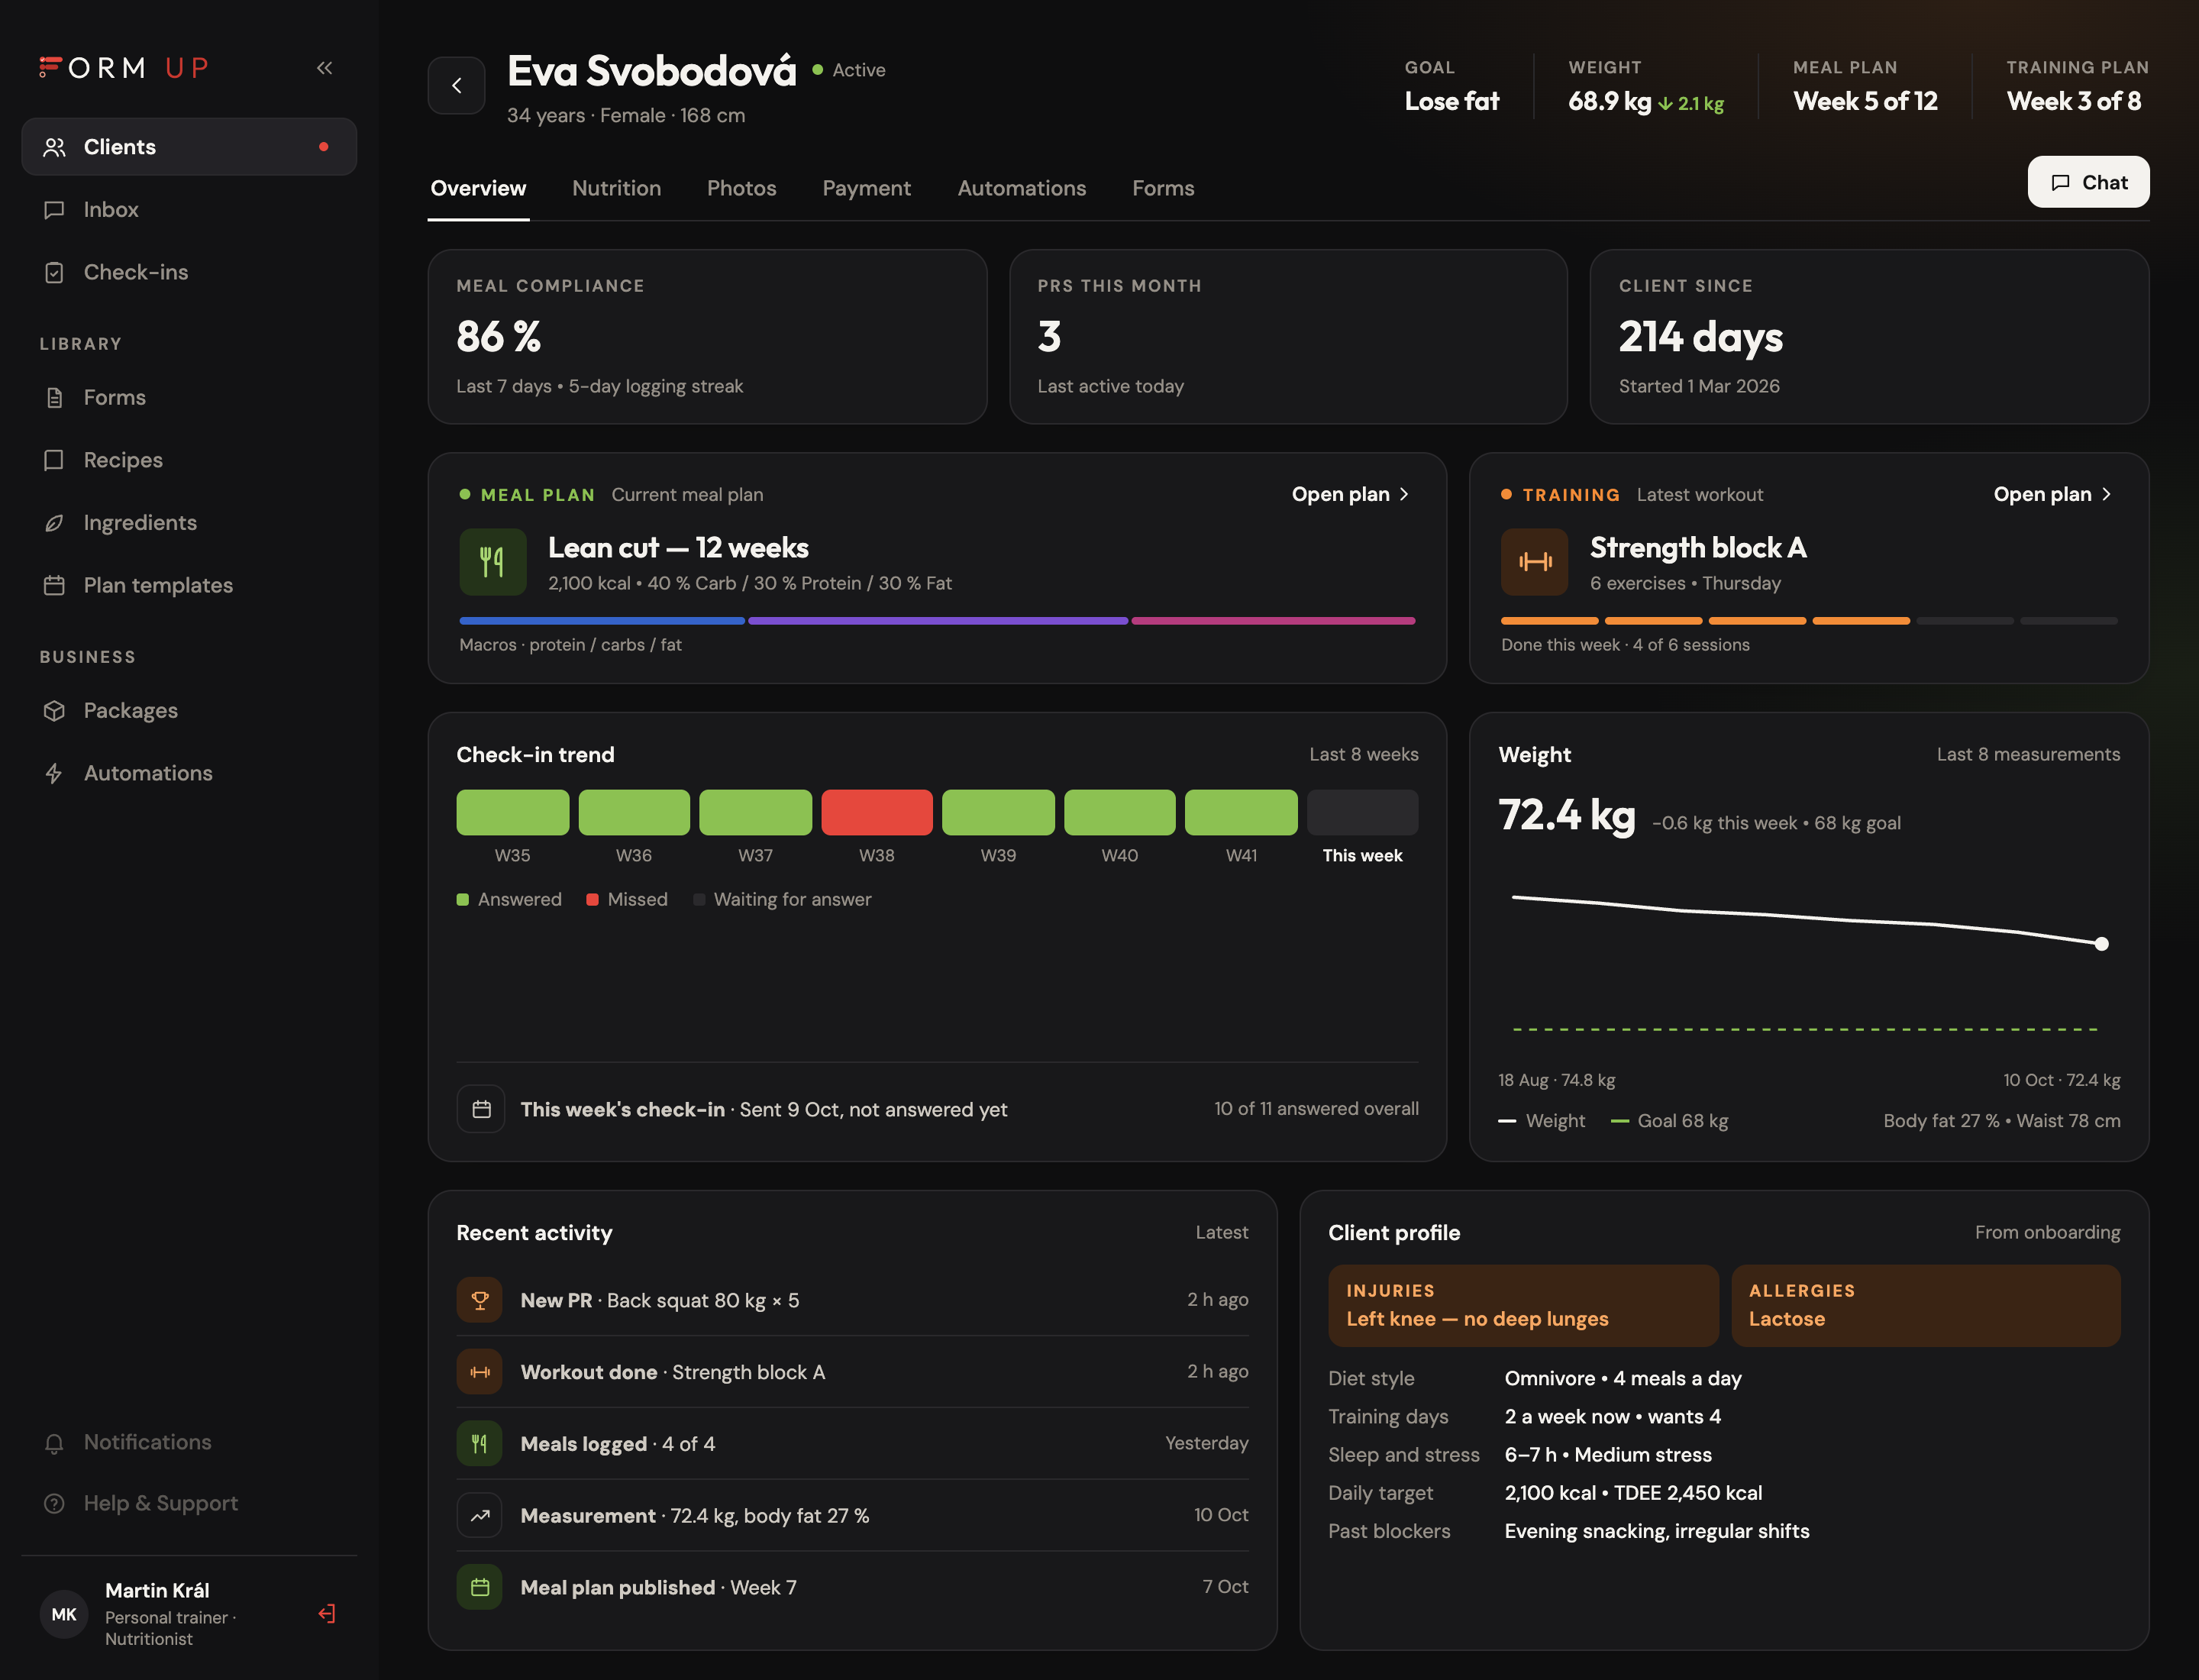 FORM UP
Clients
Inbox
Check-ins
LIBRARY
Forms
Recipes
Ingredients
Plan templates
BUSINESS
Packages
Automations
Notifications
Help & Support
MK
Martin Král
Personal trainer ·
Nutritionist
Eva Svobodová
Active
34 years · Female · 168 cm
GOAL
Lose fat
WEIGHT
68.9 kg ↓ 2.1 kg
MEAL PLAN
Week 5 of 12
TRAINING PLAN
Week 3 of 8
Overview Nutrition Photos Payment Automations Forms
Chat
MEAL COMPLIANCE
86 %
Last 7 days • 5-day logging streak
PRS THIS MONTH
3
Last active today
CLIENT SINCE
214 days
Started 1 Mar 2026
MEAL PLAN Current meal plan
Open plan
Lean cut — 12 weeks
2,100 kcal • 40 % Carb / 30 % Protein / 30 % Fat
Macros · protein / carbs / fat
TRAINING Latest workout
Open plan
Strength block A
6 exercises • Thursday
Done this week · 4 of 6 sessions
Check-in trend
Last 8 weeks
W35 W36 W37 W38 W39 W40 W41 This week
Answered Missed Waiting for answer
This week's check-in · Sent 9 Oct, not answered yet
10 of 11 answered overall
Weight
Last 8 measurements
72.4 kg -0.6 kg this week • 68 kg goal
18 Aug · 74.8 kg
10 Oct · 72.4 kg
Weight Goal 68 kg
Body fat 27 % • Waist 78 cm
Recent activity
Latest
New PR · Back squat 80 kg × 5
2 h ago
Workout done · Strength block A
2 h ago
Meals logged · 4 of 4
Yesterday
Measurement · 72.4 kg, body fat 27 %
10 Oct
Meal plan published · Week 7
7 Oct
Client profile
From onboarding
INJURIES
Left knee — no deep lunges
ALLERGIES
Lactose
Diet style Omnivore • 4 meals a day
Training days 2 a week now • wants 4
Sleep and stress 6–7 h • Medium stress
Daily target 2,100 kcal • TDEE 2,450 kcal
Past blockers Evening snacking, irregular shifts